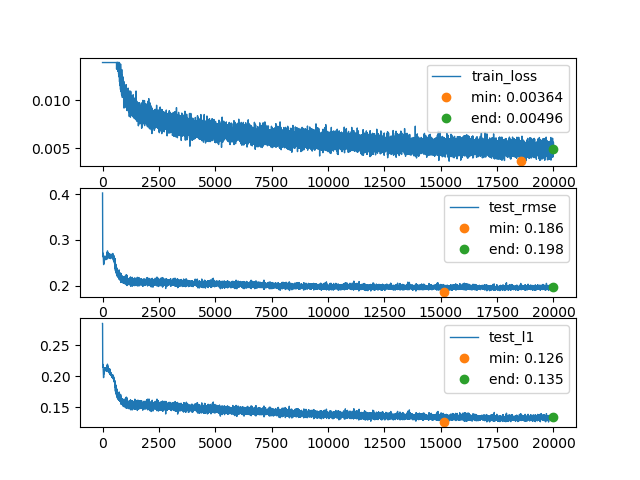 train_loss
min: 0.00364
end: 0.00496
0.010
0.005
0 2500 5000 7500 10000 12500 15000 17500 20000
test_rmse
min: 0.186
end: 0.198
0.4
0.3
0.2
0 2500 5000 7500 10000 12500 15000 17500 20000
test_l1
min: 0.126
end: 0.135
0.25
0.20
0.15
0 2500 5000 7500 10000 12500 15000 17500 20000